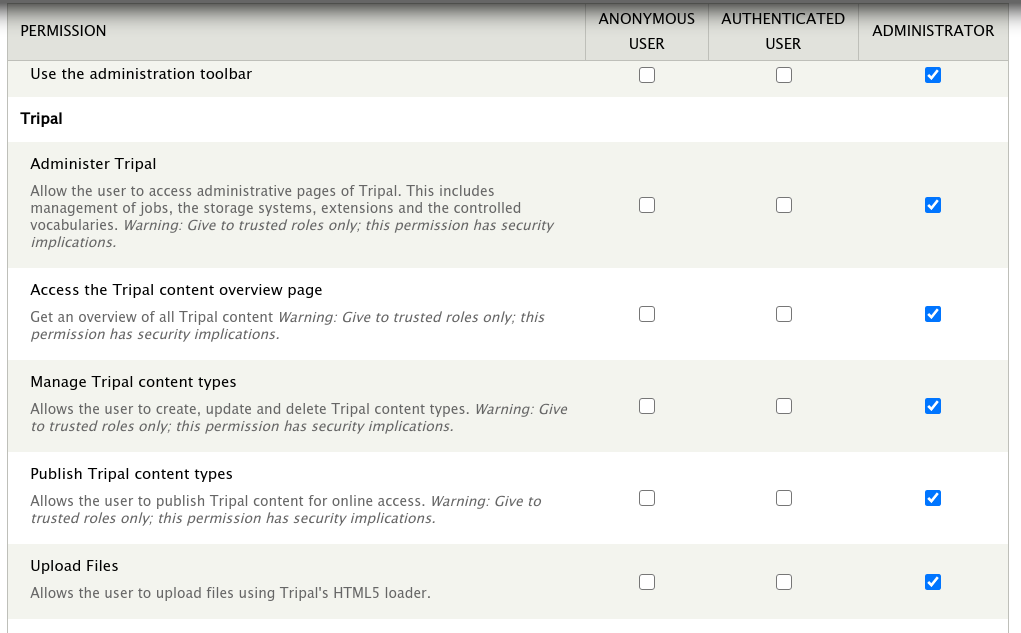 PERMISSION
ANONYMOUS
USER
AUTHENTICATED
USER
ADMINISTRATOR
Use the administration toolbar
Tripal
Administer Tripal
Allow the user to access administrative pages of Tripal. This includes
management of jobs, the storage systems, extensions and the controlled
vocabularies. Warning: Give to trusted roles only; this permission has security
implications.
Access the Tripal content overview page
Get an overview of all Tripal content Warning: Give to trusted roles only; this
permission has security implications.
Manage Tripal content types
Allows the user to create, update and delete Tripal content types. Warning: Give
to trusted roles only; this permission has security implications.
Publish Tripal content types
Allows the user to publish Tripal content for online access. Warning: Give to
trusted roles only; this permission has security implications.
Upload Files
Allows the user to upload files using Tripal's HTML5 loader.